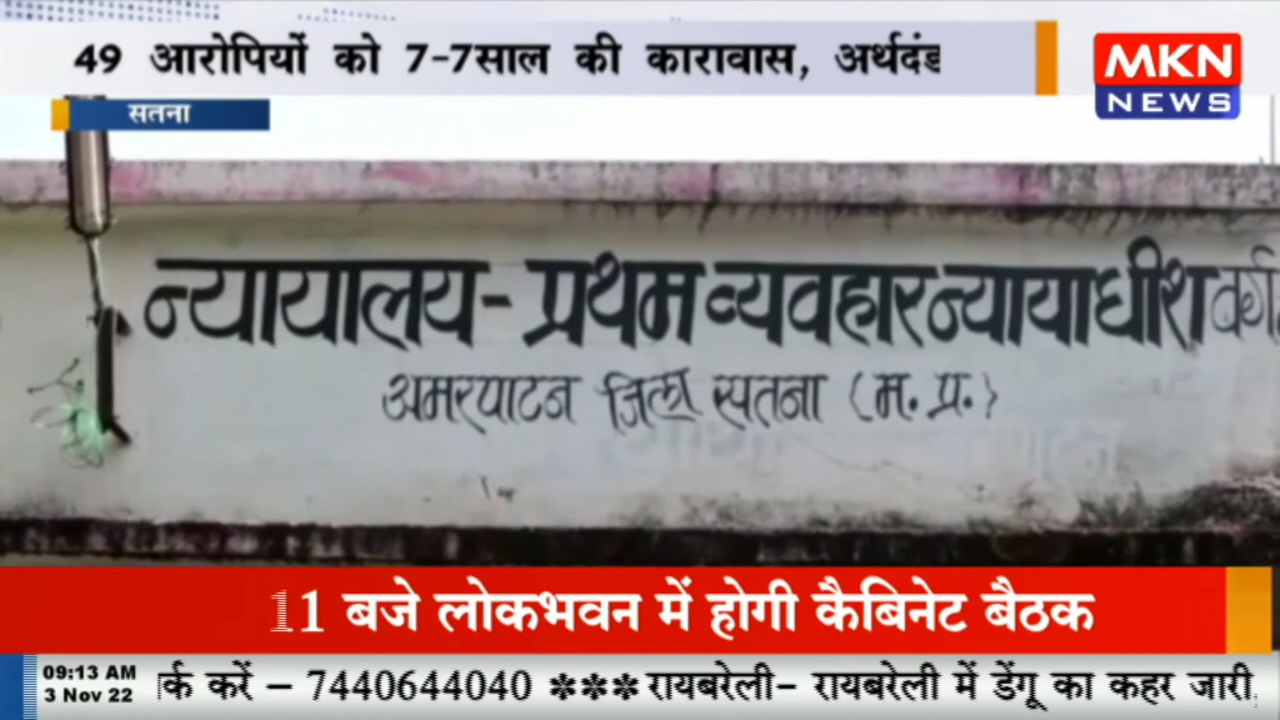 49 आरोपियों को 7-7साल की कारावास, अर्थदंड
MKN
NEWS
सतना
न्यायालय-प्रथम व्यवहार न्यायाधीश वर्ग
अमरपाटन जिला सतना (म. प्र.)
11 बजे लोकभवन में होगी कैबिनेट बैठक
09:13 AM
3 Nov 22
र्क करें – 7440644040 ***रायबरेली– रायबरेली में डेंगू का कहर जारी,